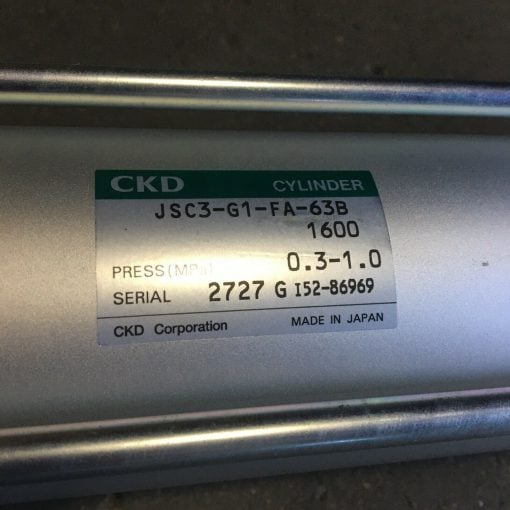 CKD CYLINDER
JSC3-G1-FA-63B
1600
PRESS(MPa) 0.3-1.0
SERIAL 2727 G I52-86969
CKD Corporation MADE IN JAPAN